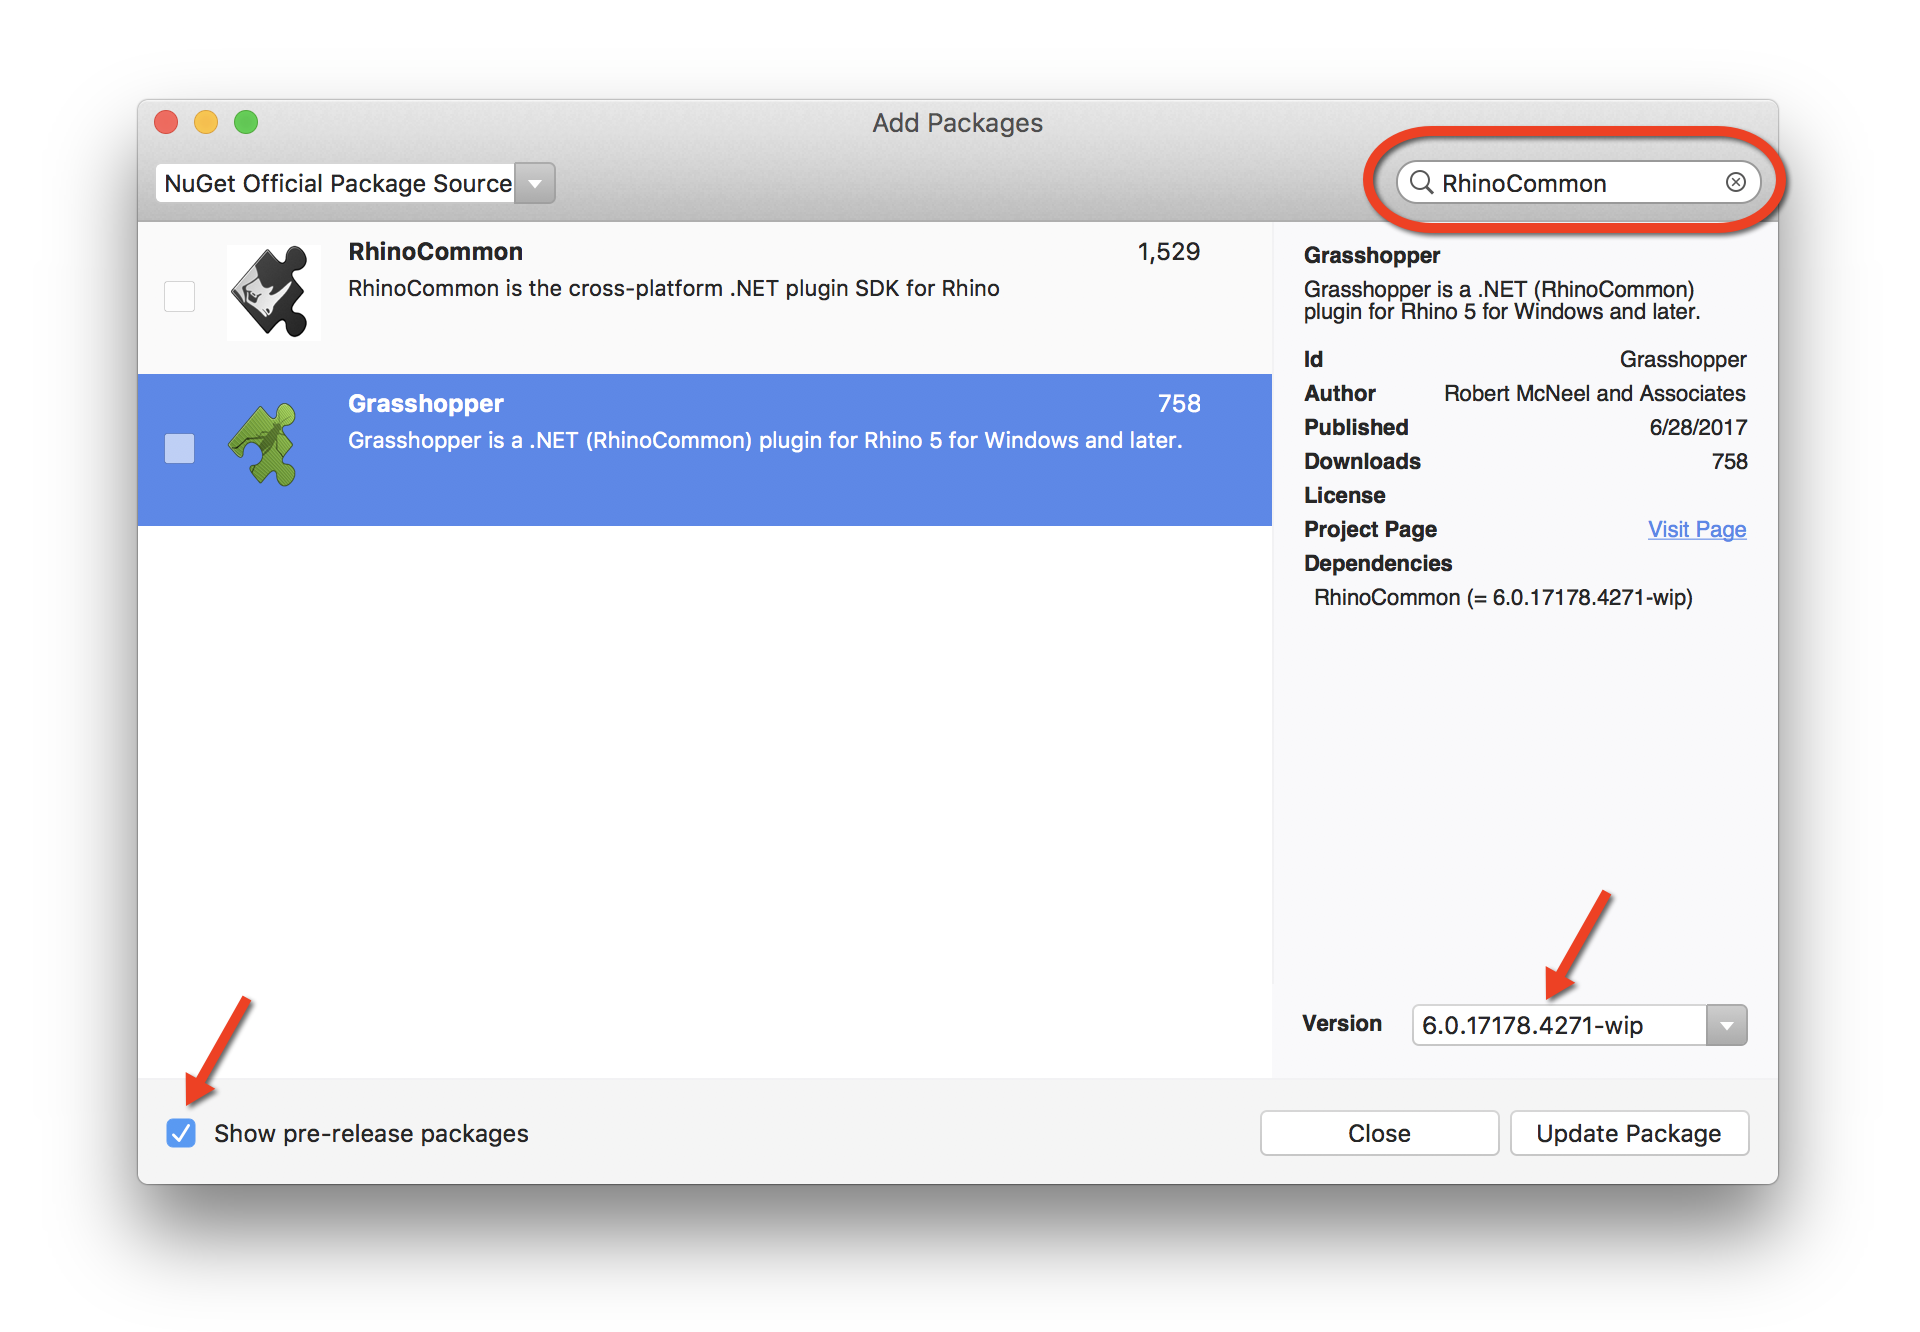 Add Packages
NuGet Official Package Source
RhinoCommon
RhinoCommon 1,529
RhinoCommon is the cross-platform .NET plugin SDK for Rhino
Grasshopper 758
Grasshopper is a .NET (RhinoCommon) plugin for Rhino 5 for Windows and later.
Grasshopper
Grasshopper is a .NET (RhinoCommon)
plugin for Rhino 5 for Windows and later.
Id Grasshopper
Author Robert McNeel and Associates
Published 6/28/2017
Downloads 758
License
Project Page Visit Page
Dependencies
RhinoCommon (= 6.0.17178.4271-wip)
Version 6.0.17178.4271-wip
Show pre-release packages
Close
Update Package